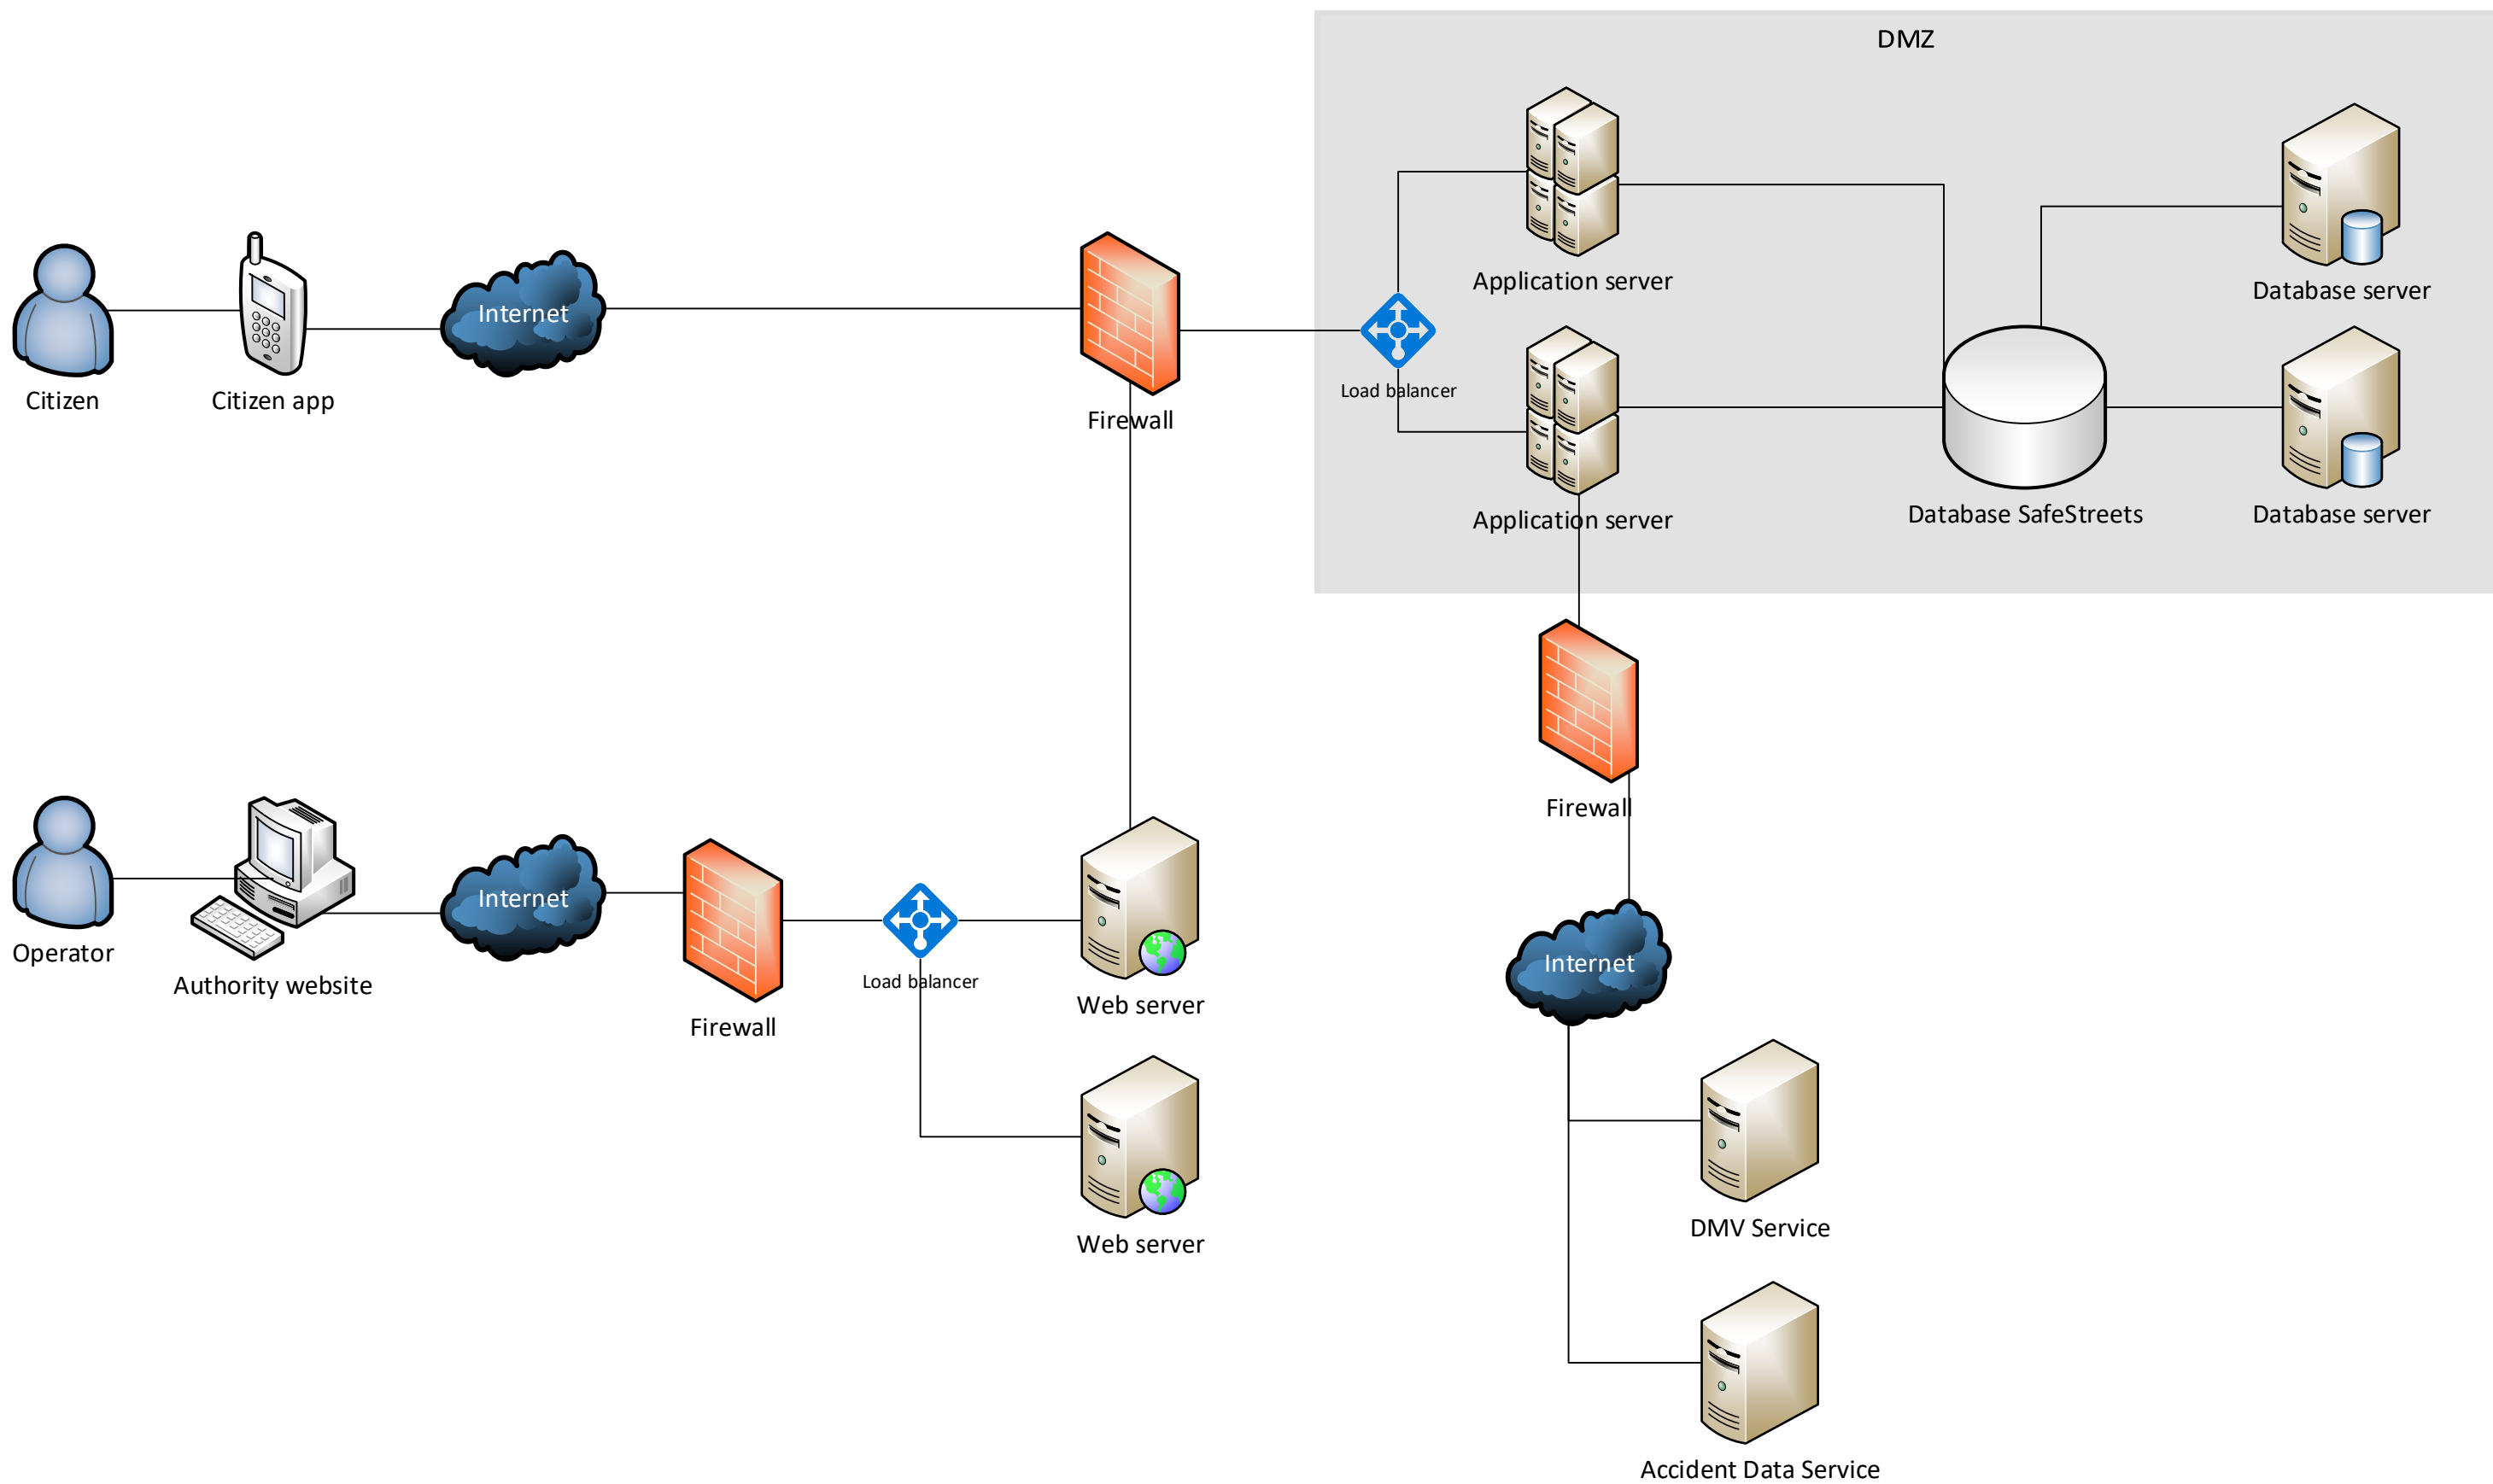 DMZ
Application server
Database server
Internet
Citizen
Citizen app
Firewall
Load balancer
Application server
Database SafeStreets
Database server
Firewall
Internet
Operator
Authority website
Firewall
Load balancer
Web server
Internet
Web server
DMV Service
Accident Data Service